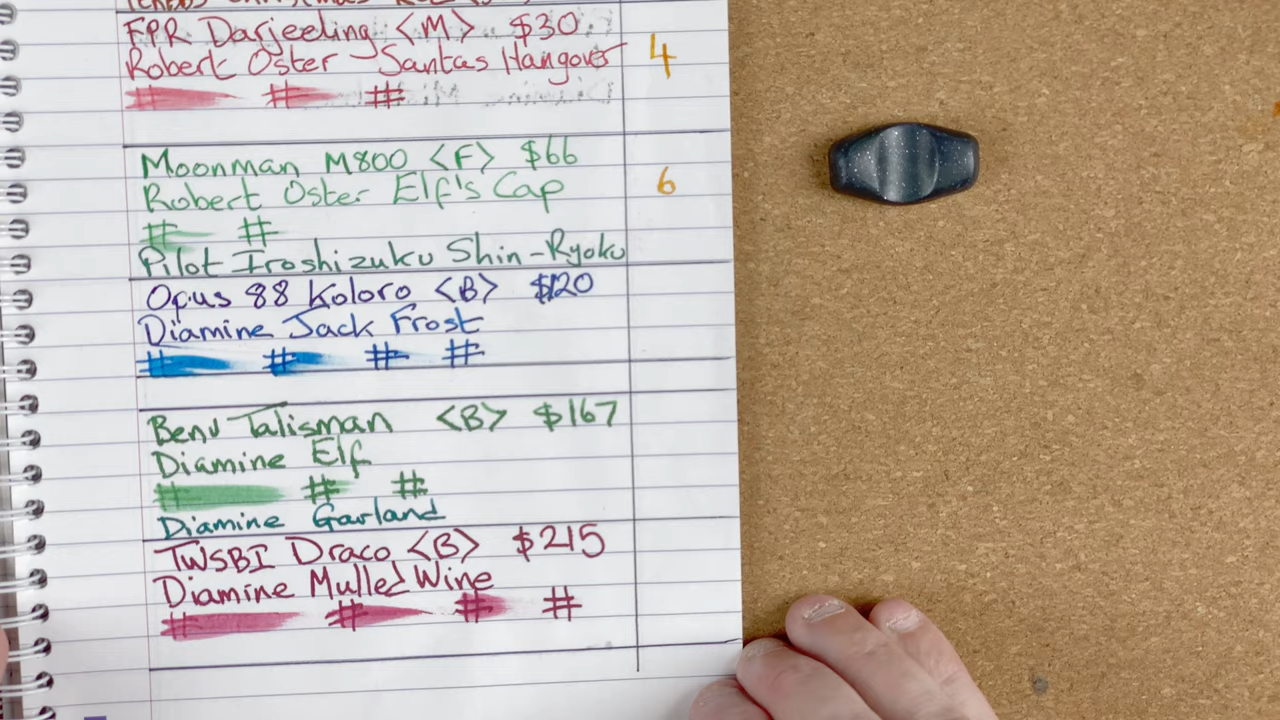 FPR Darjeeling <M> $30
Robert Oster Santas Hangover 4
# # #
Moonman M800 <F> $66
Robert Oster Elf's Cap 6
# #
Pilot Iroshizuku Shin-Ryoku
Opus 88 Koloro <B> $120
Diamine Jack Frost
# # # #
Benu Talisman <B> $167
Diamine Elf
# # #
Diamine Garland
TWSBI Draco <B> $215
Diamine Mulled Wine
# # # #